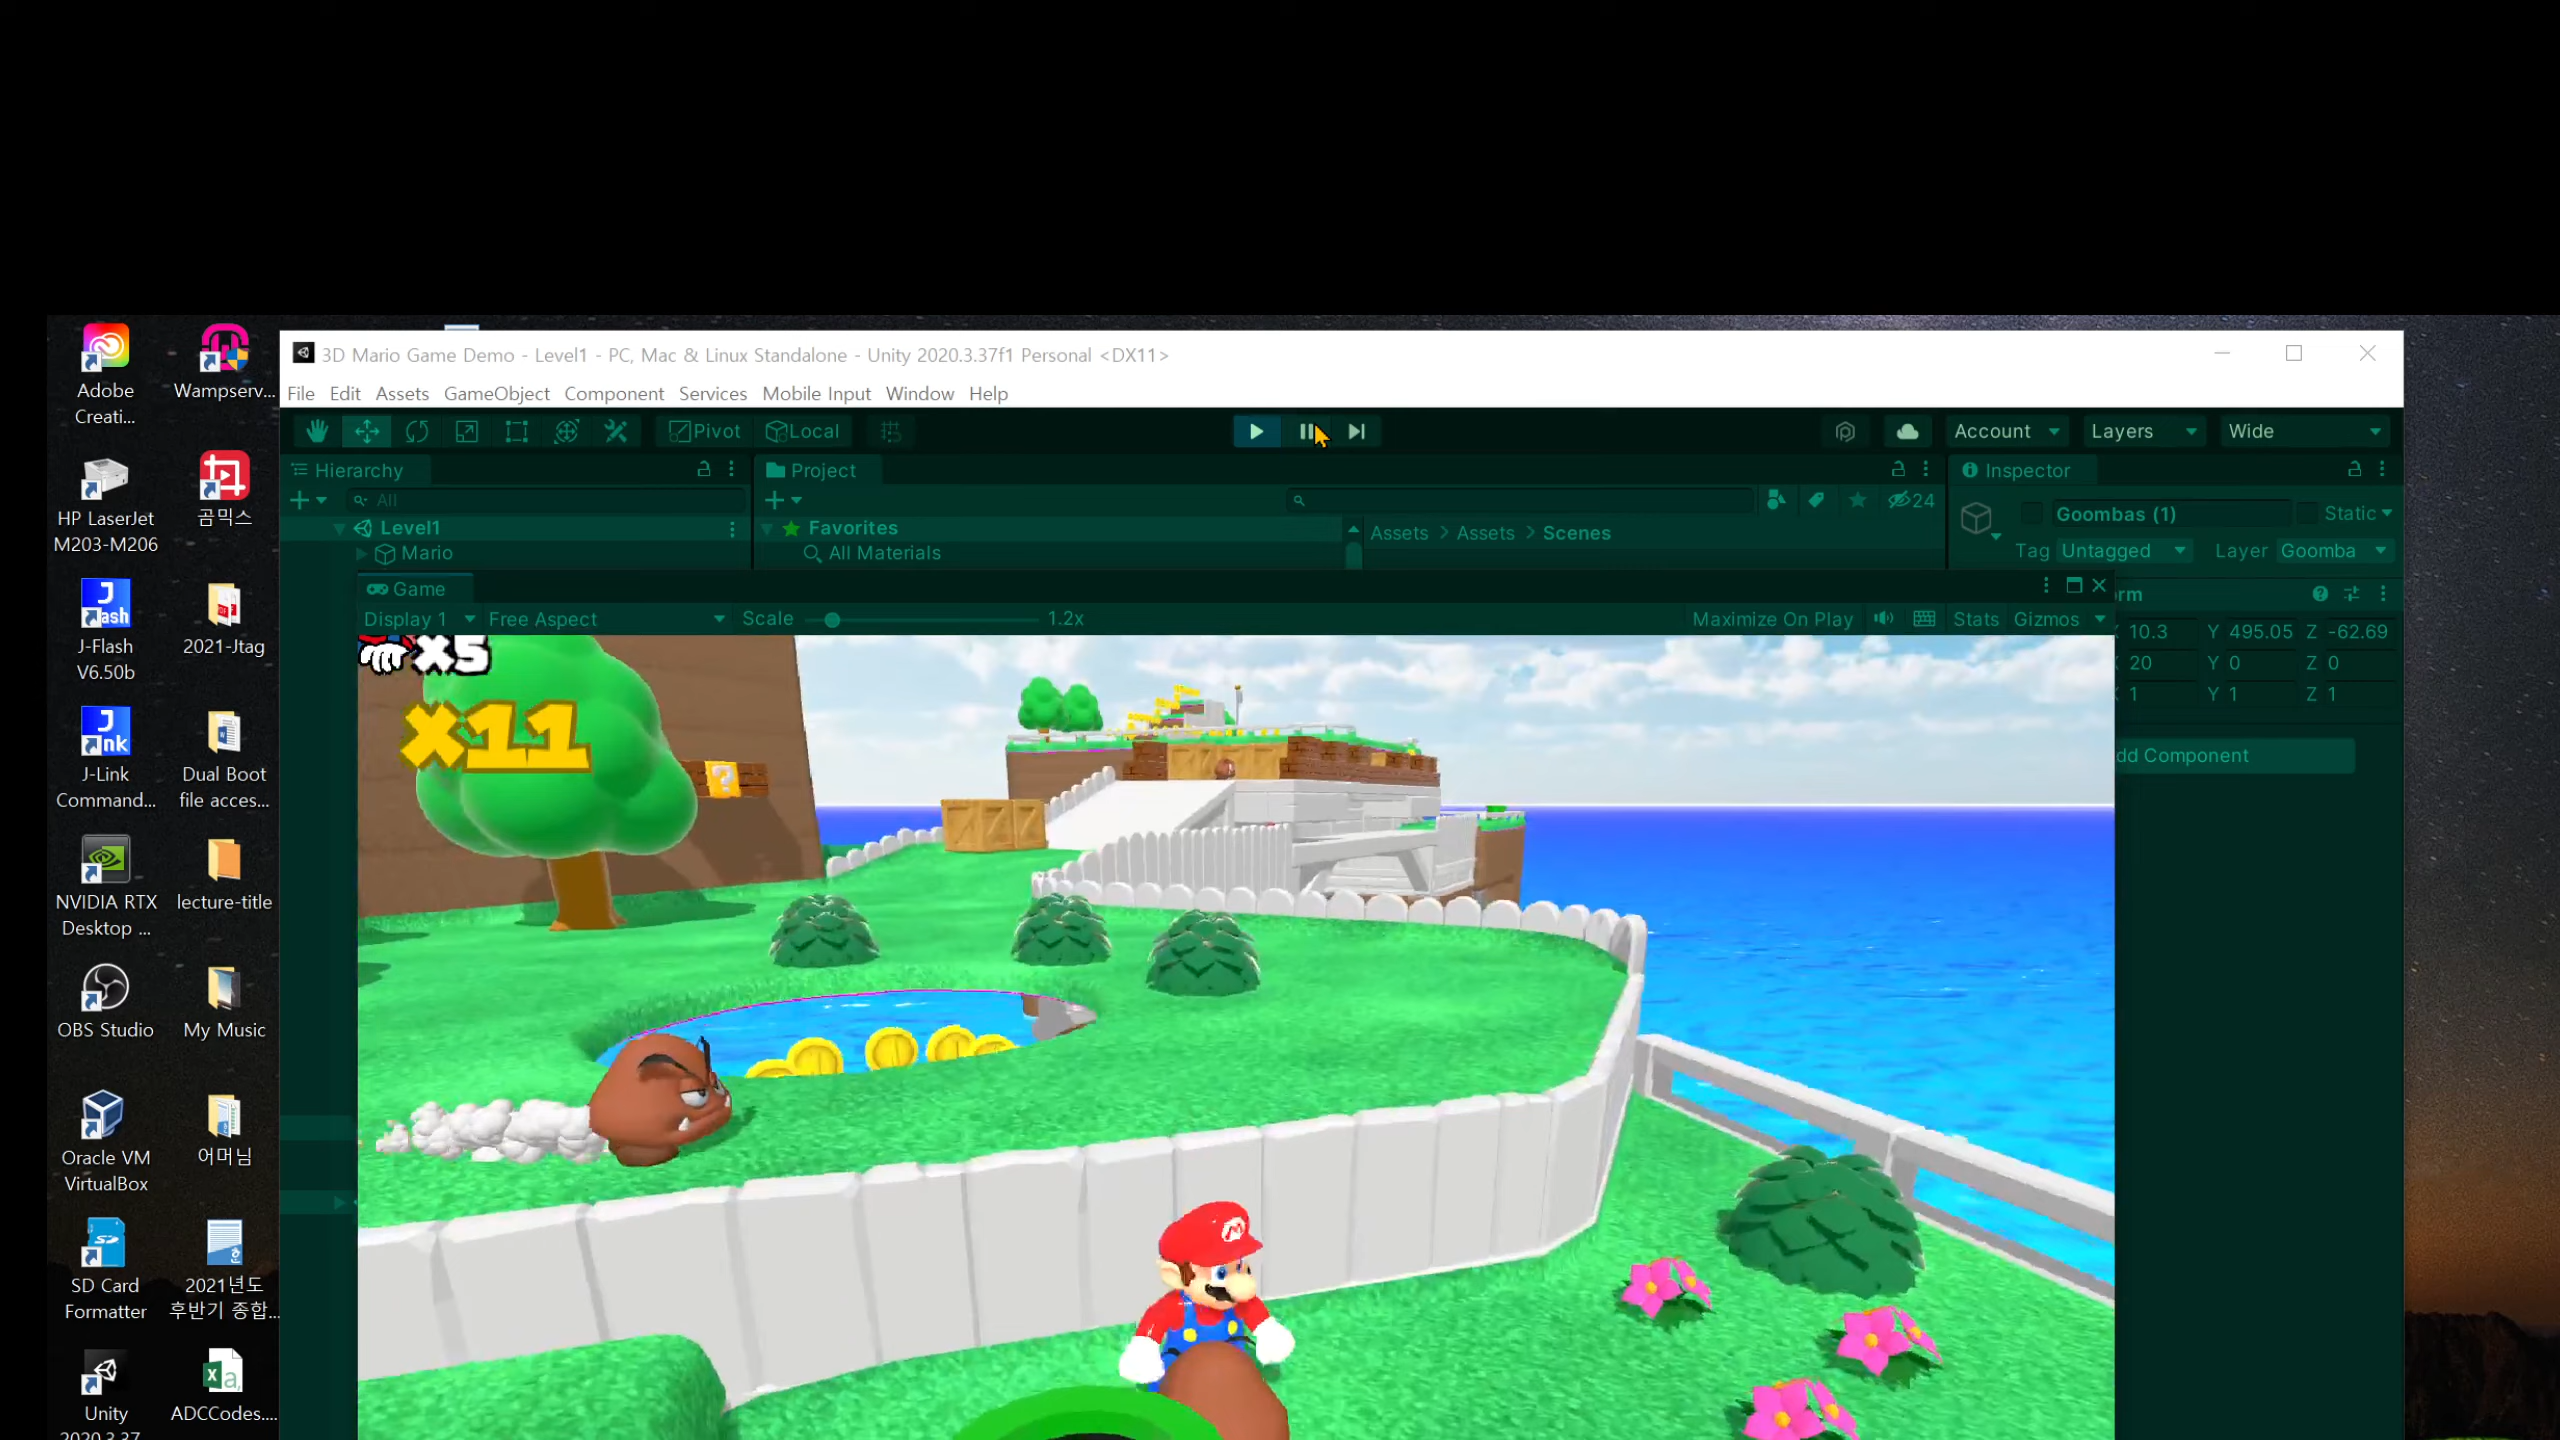 Adobe
Creati...
Wampserv...
HP LaserJet
M203-M206
곰믹스
J-Flash
V6.50b
2021-Jtag
J-Link
Command...
Dual Boot
file acces...
NVIDIA RTX
Desktop ...
lecture-title
OBS Studio
My Music
Oracle VM
VirtualBox
어머님
SD Card
Formatter
2021년도
후반기 종합...
Unity
2020.3.37
ADCCodes....
3D Mario Game Demo - Level1 - PC, Mac & Linux Standalone - Unity 2020.3.37f1 Personal <DX11>
File Edit Assets GameObject Component Services Mobile Input Window Help
Pivot Local
Account Layers Wide
Hierarchy
All
Level1
Mario
Project
24
Favorites
All Materials
Assets > Assets > Scenes
Inspector
Goombas (1) Static
Tag Untagged Layer Goomba
orm
X 10.3 Y 495.05 Z -62.69
X 20 Y 0 Z 0
X 1 Y 1 Z 1
dd Component
Game
Display 1 Free Aspect Scale 1.2x Maximize On Play Stats Gizmos
x5
x11
?
M